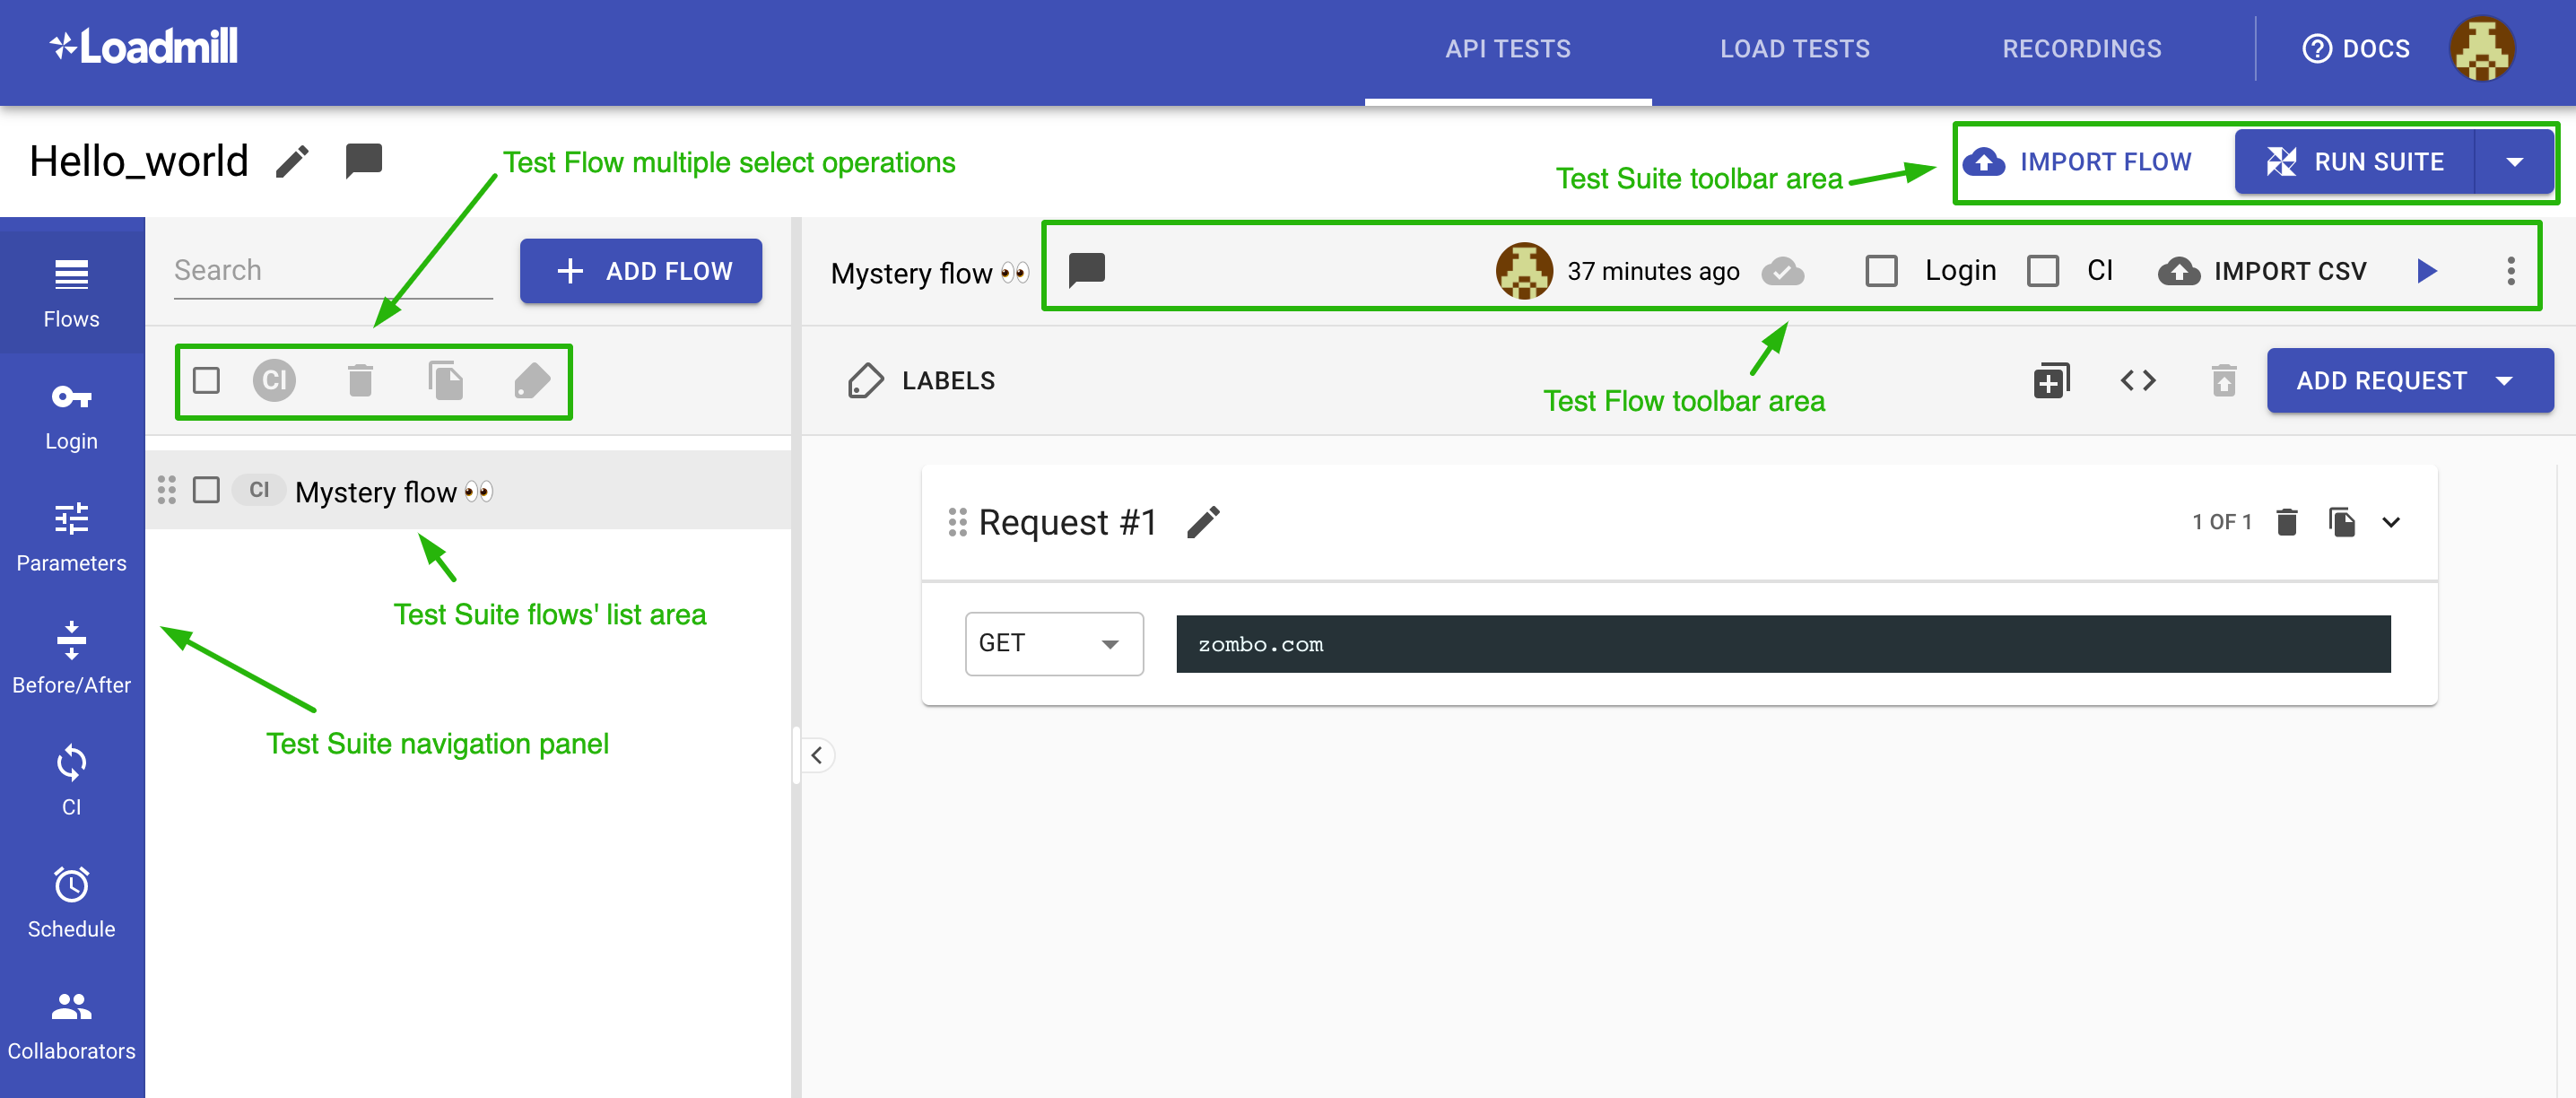 Loadmill
API TESTS
LOAD TESTS
RECORDINGS
DOCS
Hello_world
Test Flow multiple select operations
Test Suite toolbar area
IMPORT FLOW
RUN SUITE
Flows
Login
Parameters
Before/After
CI
Schedule
Collaborators
Search
ADD FLOW
CI
CI Mystery flow 👀
Test Suite flows' list area
Test Suite navigation panel
Mystery flow 👀
37 minutes ago
Login
CI
IMPORT CSV
Test Flow toolbar area
LABELS
ADD REQUEST
Request #1
1 OF 1
GET
zombo.com